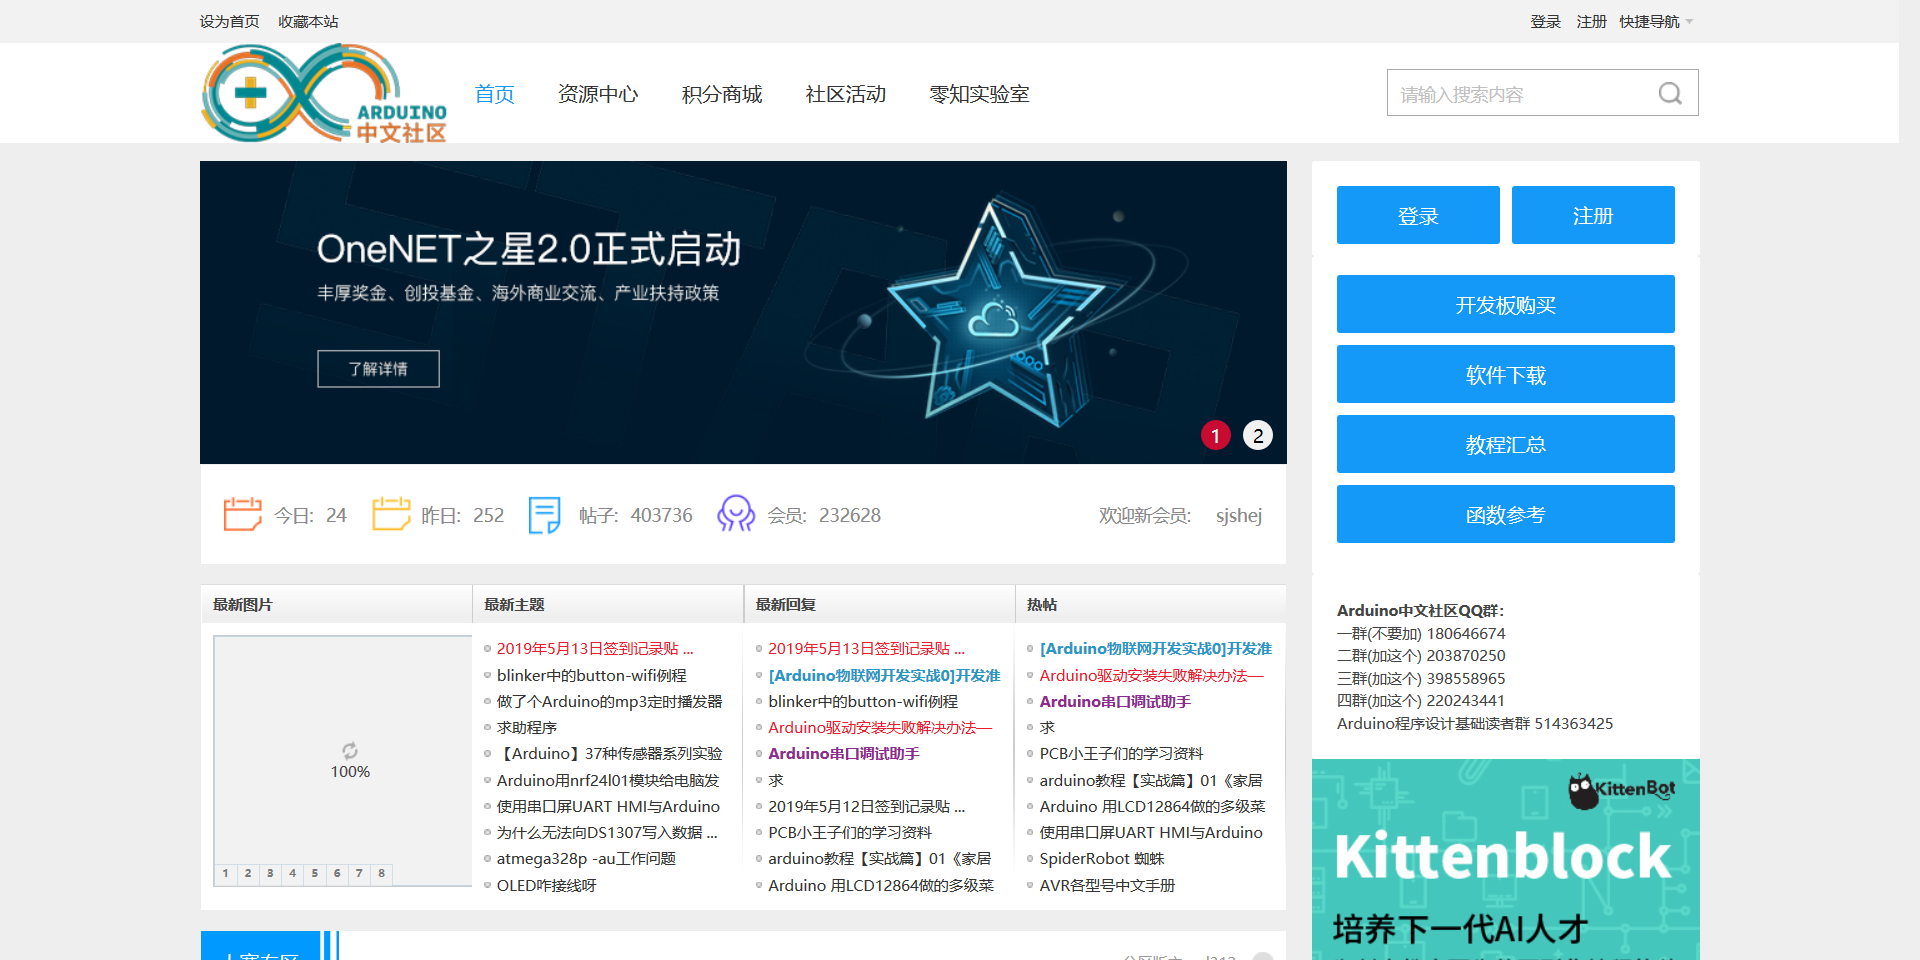 设为首页 收藏本站
登录 注册 快捷导航
ARDUINO
中文社区
首页 资源中心 积分商城 社区活动 零知实验室
请输入搜索内容
OneNET之星2.0正式启动
丰厚奖金、创投基金、海外商业交流、产业扶持政策
了解详情
1 2
登录 注册
开发板购买
软件下载
教程汇总
函数参考
今日: 24 昨日: 252 帖子: 403736 会员: 232628
欢迎新会员: sjshej
最新图片
100%
1 2 3 4 5 6 7 8
最新主题
2019年5月13日签到记录贴 ...
blinker中的button-wifi例程
做了个Arduino的mp3定时播发器
求助程序
【Arduino】37种传感器系列实验
Arduino用nrf24l01模块给电脑发
使用串口屏UART HMI与Arduino
为什么无法向DS1307写入数据 ...
atmega328p -au工作问题
OLED咋接线呀
最新回复
2019年5月13日签到记录贴 ...
[Arduino物联网开发实战0]开发准
blinker中的button-wifi例程
Arduino驱动安装失败解决办法—
Arduino串口调试助手
求
2019年5月12日签到记录贴 ...
PCB小王子们的学习资料
arduino教程【实战篇】01《家居
Arduino 用LCD12864做的多级菜
热帖
[Arduino物联网开发实战0]开发准
Arduino驱动安装失败解决办法—
Arduino串口调试助手
求
PCB小王子们的学习资料
arduino教程【实战篇】01《家居
Arduino 用LCD12864做的多级菜
使用串口屏UART HMI与Arduino
SpiderRobot 蜘蛛
AVR各型号中文手册
Arduino中文社区QQ群:
一群(不要加) 180646674
二群(加这个) 203870250
三群(加这个) 398558965
四群(加这个) 220243441
Arduino程序设计基础读者群 514363425
KittenBot
Kittenblock
培养下一代AI人才